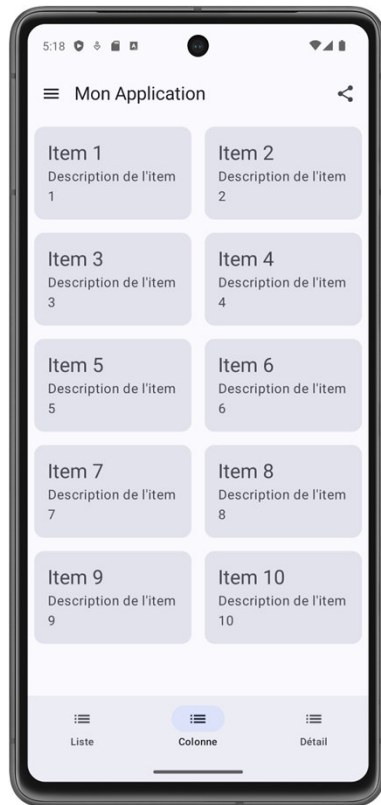 5:18
Mon Application
Item 1
Description de l'item
1
Item 2
Description de l'item
2
Item 3
Description de l'item
3
Item 4
Description de l'item
4
Item 5
Description de l'item
5
Item 6
Description de l'item
6
Item 7
Description de l'item
7
Item 8
Description de l'item
8
Item 9
Description de l'item
9
Item 10
Description de l'item
10
Liste
Colonne
Détail